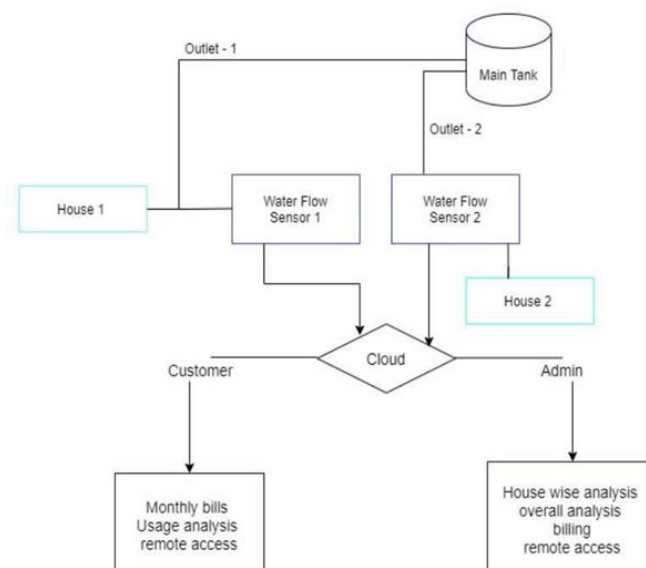 Outlet - 1
Main Tank
Outlet - 2
House 1
Water Flow
Sensor 1
Water Flow
Sensor 2
House 2
Cloud
Customer
Admin
Monthly bills
Usage analysis
remote access
House wise analysis
overall analysis
billing
remote access